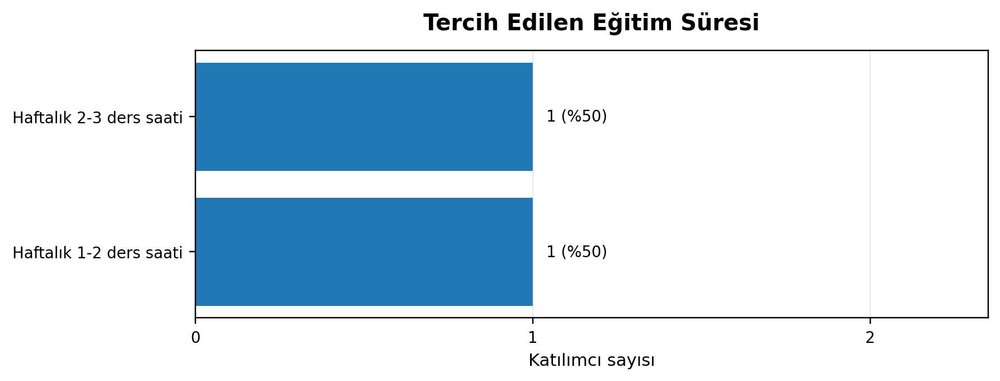 Tercih Edilen Eğitim Süresi
Haftalık 2-3 ders saati
1 (%50)
Haftalık 1-2 ders saati
1 (%50)
0
1
2
Katılımcı sayısı